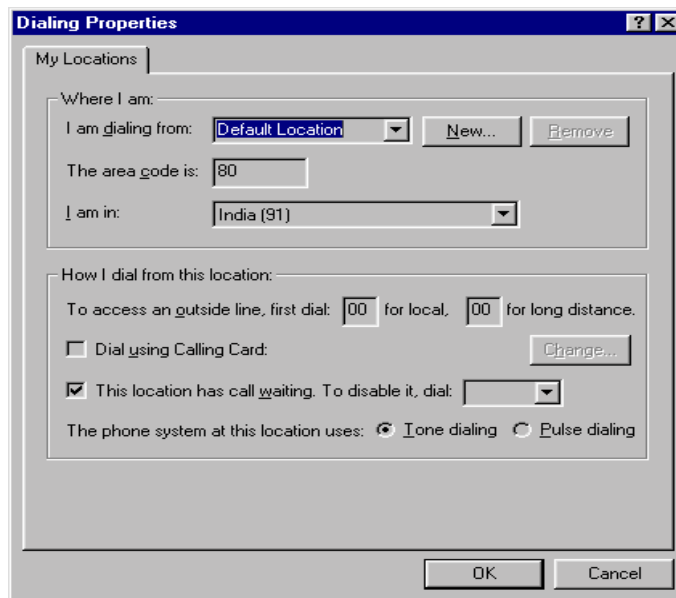 Dialing Properties
My Locations
Where I am:
I am dialing from: Default Location New... Remove
The area code is: 80
I am in: India (91)
How I dial from this location:
To access an outside line, first dial: 00 for local, 00 for long distance.
Dial using Calling Card: Change...
This location has call waiting. To disable it, dial:
The phone system at this location uses: Tone dialing Pulse dialing
OK Cancel